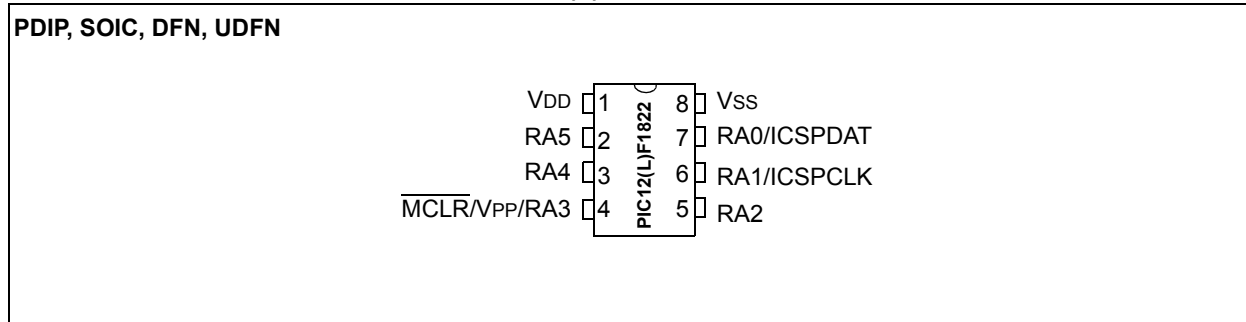 PDIP, SOIC, DFN, UDFN
VDD 1 8 VSS
RA5 2 7 RA0/ICSPDAT
RA4 3 6 RA1/ICSPCLK
MCLR/VPP/RA3 4 5 RA2
PIC12(L)F1822